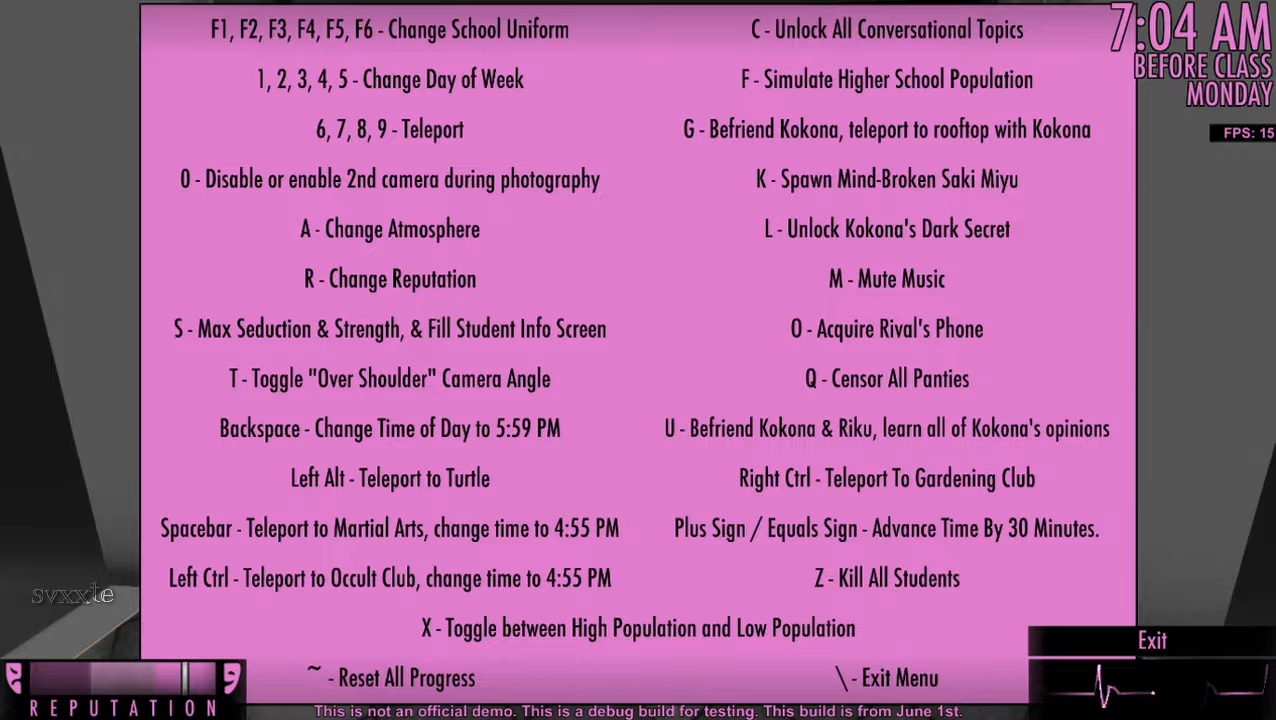 F1, F2, F3, F4, F5, F6 - Change School Uniform
1, 2, 3, 4, 5 - Change Day of Week
6, 7, 8, 9 - Teleport
0 - Disable or enable 2nd camera during photography
A - Change Atmosphere
R - Change Reputation
S - Max Seduction & Strength, & Fill Student Info Screen
T - Toggle "Over Shoulder" Camera Angle
Backspace - Change Time of Day to 5:59 PM
Left Alt - Teleport to Turtle
Spacebar - Teleport to Martial Arts, change time to 4:55 PM
Left Ctrl - Teleport to Occult Club, change time to 4:55 PM
C - Unlock All Conversational Topics
F - Simulate Higher School Population
G - Befriend Kokona, teleport to rooftop with Kokona
K - Spawn Mind-Broken Saki Miyu
L - Unlock Kokona's Dark Secret
M - Mute Music
O - Acquire Rival's Phone
Q - Censor All Panties
U - Befriend Kokona & Riku, learn all of Kokona's opinions
Right Ctrl - Teleport To Gardening Club
Plus Sign / Equals Sign - Advance Time By 30 Minutes.
Z - Kill All Students
X - Toggle between High Population and Low Population
~ - Reset All Progress
\ - Exit Menu
7:04 AM
BEFORE CLASS
MONDAY
FPS: 15
svxxte
Exit
REPUTATION
This is not an official demo. This is a debug build for testing. This build is from June 1st.